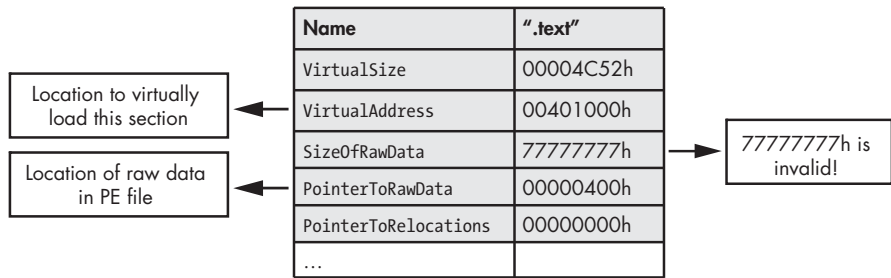 Name ".text"
VirtualSize 00004C52h
Location to virtually
load this section
VirtualAddress 00401000h
SizeOfRawData 77777777h
77777777h is
invalid!
Location of raw data
in PE file
PointerToRawData 00000400h
PointerToRelocations 00000000h
...